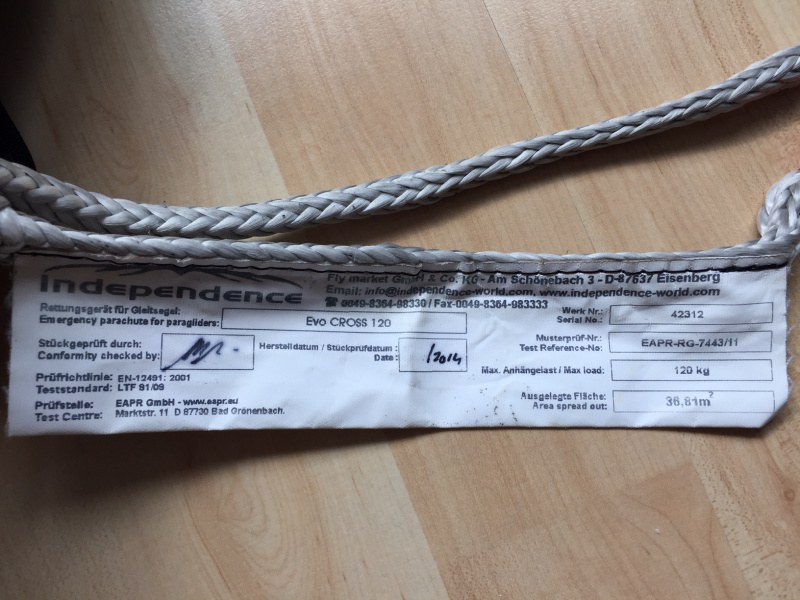 Independence
Fly market GmbH & Co. KG - Am Schönebach 3 - D-87637 Eisenberg
Email: info@independence-world.com, www.independence-world.com
☎ 0049-8364-98330 / Fax-0049-8364-983333
Rettungsgerät für Gleitsegel:
Emergency parachute for paragliders:
Evo CROSS 120
Werk Nr.:
Serial No.:
42312
Stückgeprüft durch:
Conformity checked by:
Herstelldatum / Stückprüfdatum :
Date :
1/2014
Musterprüf-Nr.:
Test Reference-No:
EAPR-RG-7443/11
Max. Anhängelast / Max load:
120 kg
Prüfrichtlinie: EN-12491: 2001
Teststandard: LTF 91/09
Ausgelegte Fläche:
Area spread out:
36,81m²
Prüfstelle: EAPR GmbH - www.eapr.eu
Test Centre: Marktstr. 11 D 87730 Bad Grönenbach.